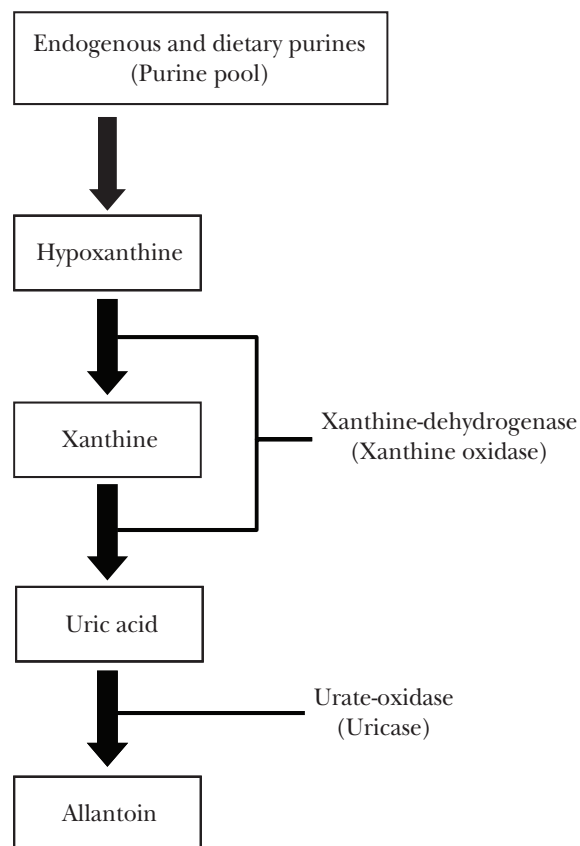 Endogenous and dietary purines
(Purine pool)
Hypoxanthine
Xanthine
Xanthine-dehydrogenase
(Xanthine oxidase)
Uric acid
Urate-oxidase
(Uricase)
Allantoin